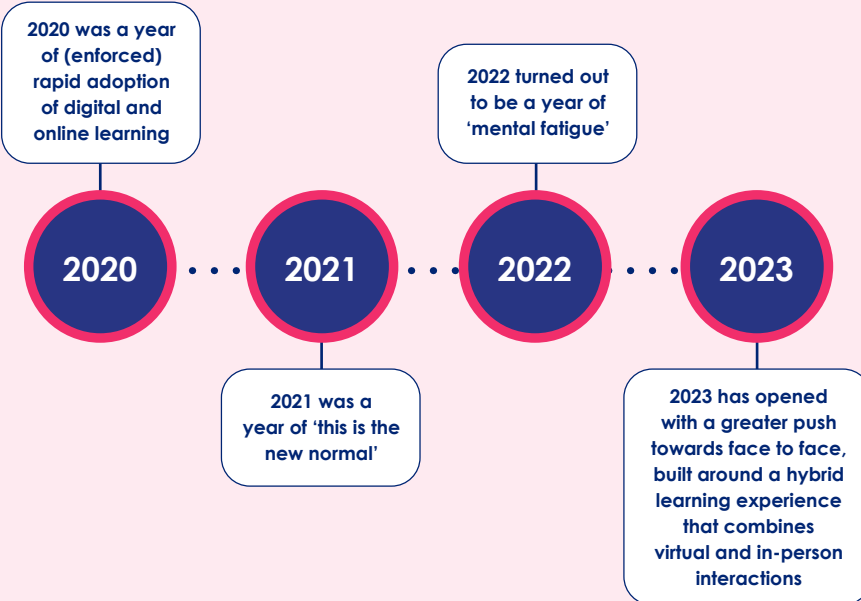 2020 was a year
of (enforced)
rapid adoption
of digital and
online learning
2022 turned out
to be a year of
‘mental fatigue’
2020
2021
2022
2023
2021 was a
year of ‘this is the
new normal’
2023 has opened
with a greater push
towards face to face,
built around a hybrid
learning experience
that combines
virtual and in-person
interactions